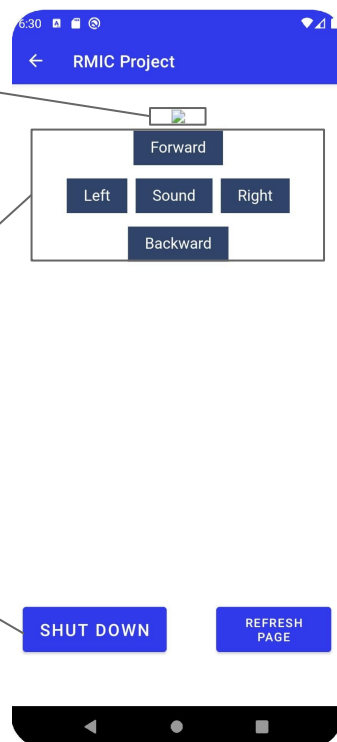 6:30
RMIC Project
Forward
Left Sound Right
Backward
SHUT DOWN
REFRESH
PAGE